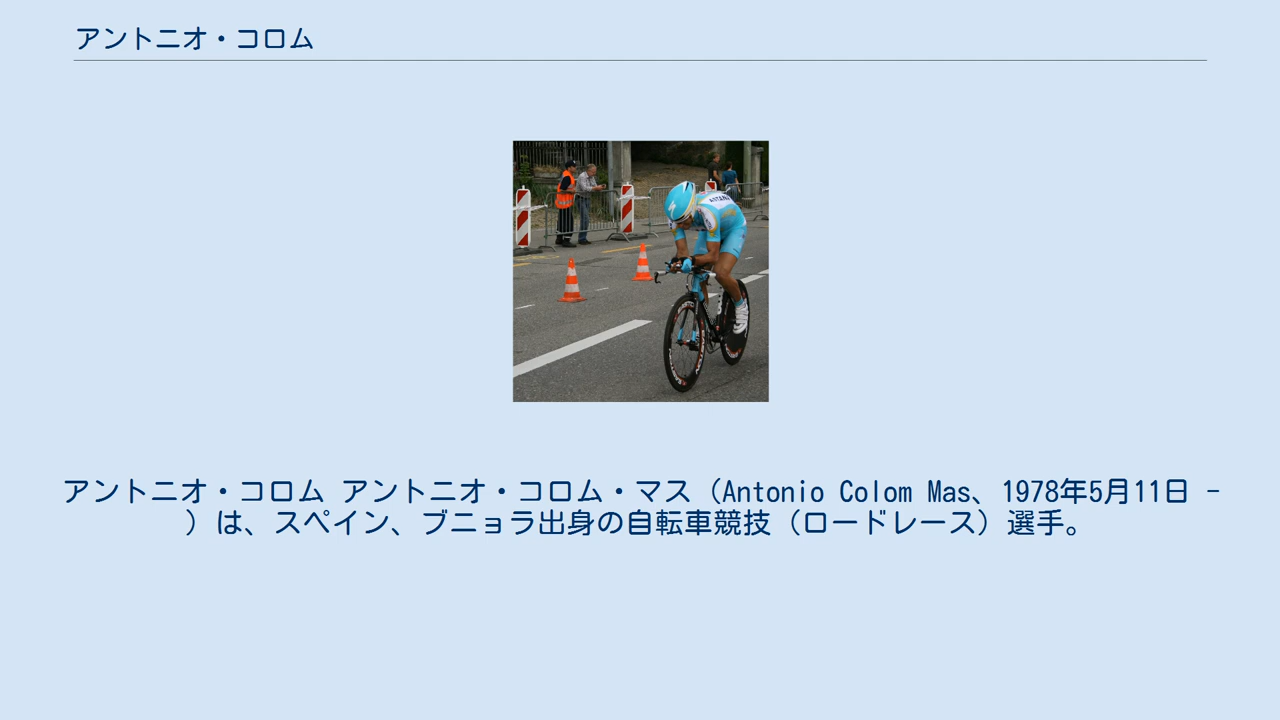 アントニオ・コロム
アントニオ・コロム アントニオ・コロム・マス（Antonio Colom Mas、1978年5月11日 -
）は、スペイン、ブニョラ出身の自転車競技（ロードレース）選手。